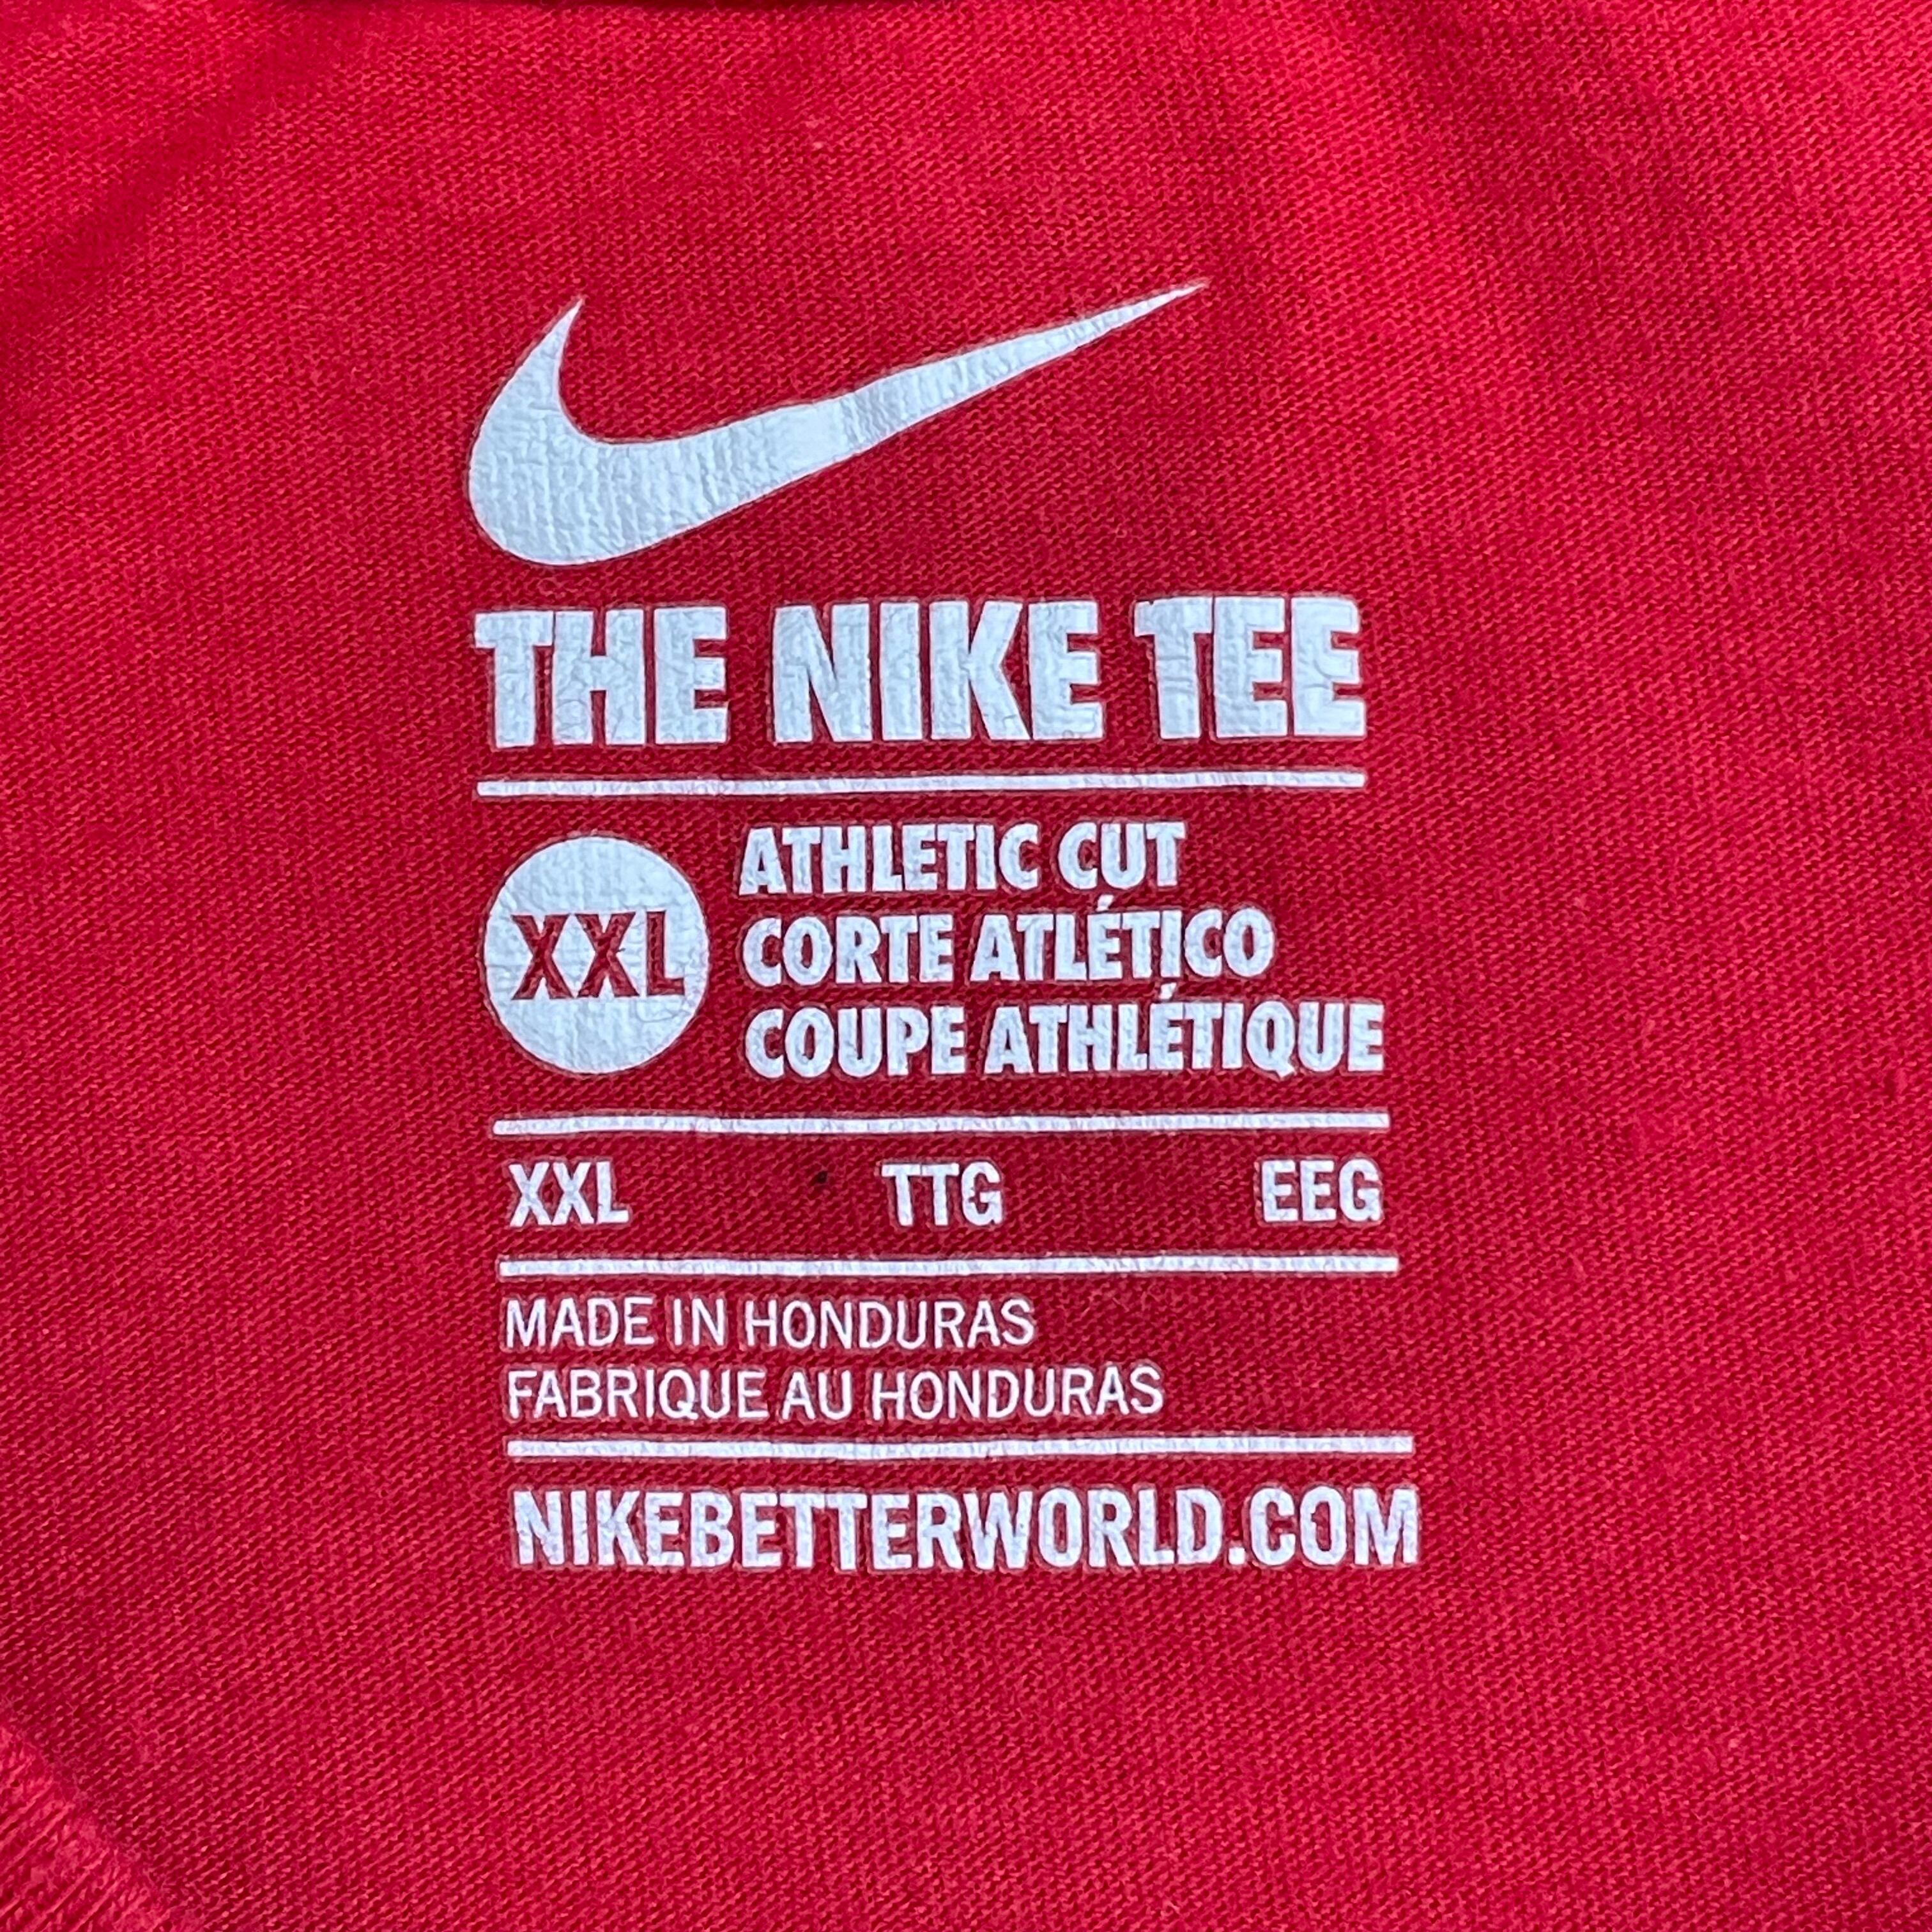 THE NIKE TEE
XXL
ATHLETIC CUT
CORTE ATLÉTICO
COUPE ATHLÉTIQUE
XXL TTG EEG
MADE IN HONDURAS
FABRIQUE AU HONDURAS
NIKEBETTERWORLD.COM